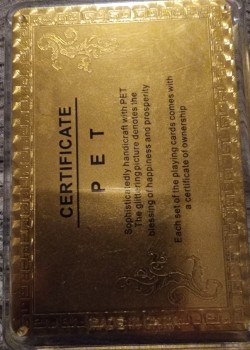 CERTIFICATE
PET
Sophisticatedly handicraft with PET
The glittering picture denotes the
blessing of happiness and prosperity
Each set of the playing cards comes with
a certificate of ownership